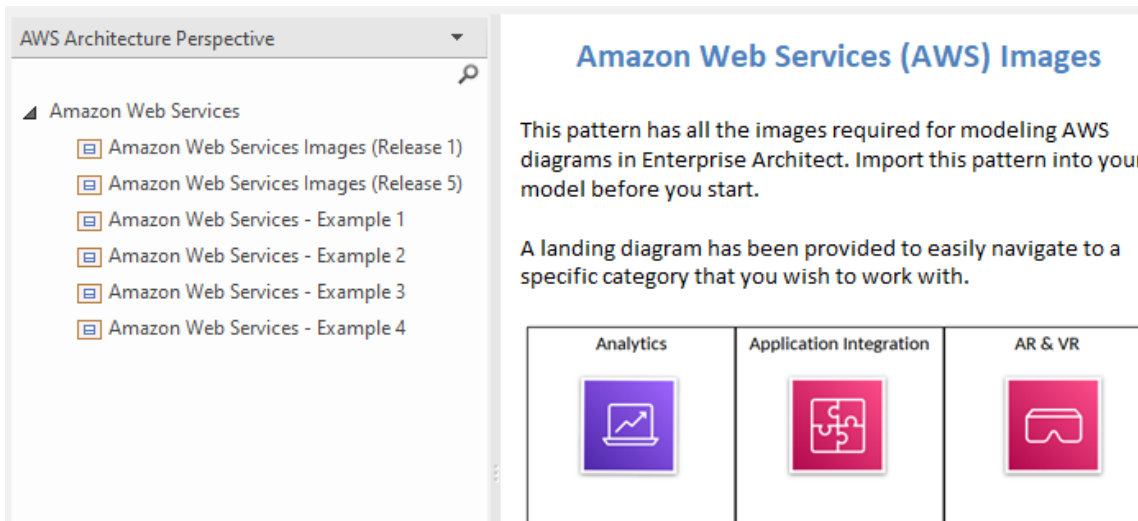 AWS Architecture Perspective
Amazon Web Services
Amazon Web Services Images (Release 1)
Amazon Web Services Images (Release 5)
Amazon Web Services - Example 1
Amazon Web Services - Example 2
Amazon Web Services - Example 3
Amazon Web Services - Example 4
Amazon Web Services (AWS) Images
This pattern has all the images required for modeling AWS
diagrams in Enterprise Architect. Import this pattern into your
model before you start.
A landing diagram has been provided to easily navigate to a
specific category that you wish to work with.
Analytics
Application Integration
AR & VR